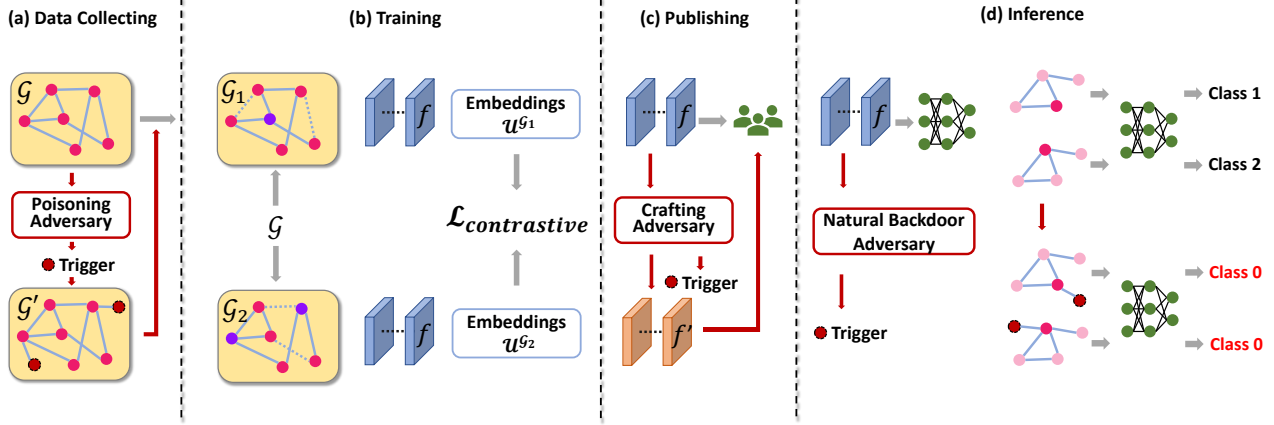 (a) Data Collecting
𝒢
Poisoning
Adversary
Trigger
𝒢′
(b) Training
𝒢₁
f
Embeddings
𝒰^𝒢₁
𝒢
ℒcontrastive
𝒢₂
f
Embeddings
𝒰^𝒢₂
(c) Publishing
f
Crafting
Adversary
Trigger
f′
(d) Inference
f
Natural Backdoor
Adversary
Trigger
Class 1
Class 2
Class 0
Class 0